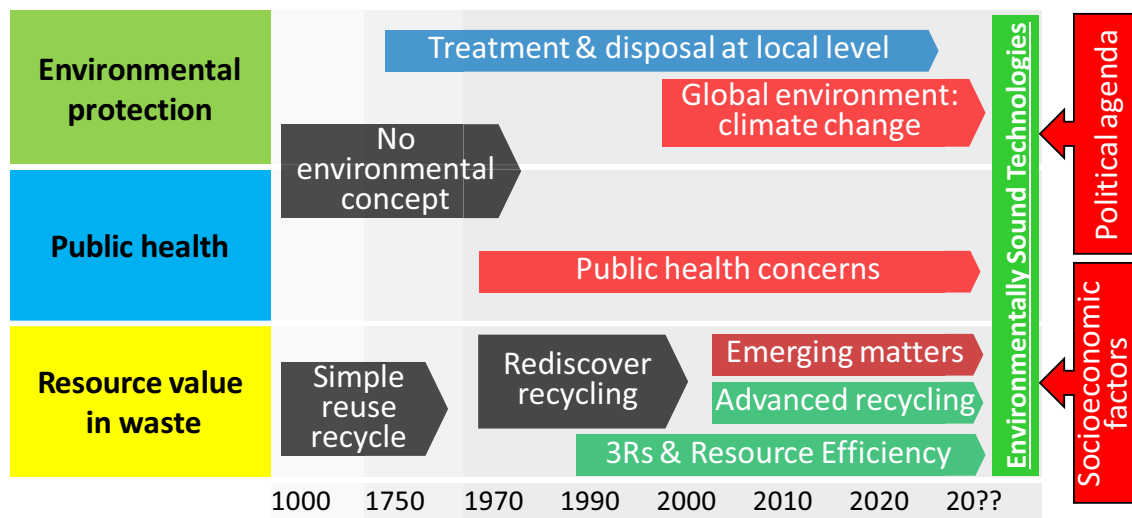 Environmental
protection
Treatment & disposal at local level
Global environment:
climate change
No
environmental
concept
Public health
Public health concerns
Resource value
in waste
Simple
reuse
recycle
Rediscover
recycling
Emerging matters
Advanced recycling
3Rs & Resource Efficiency
Environmentally Sound Technologies
Political agenda
Socioeconomic
factors
1000 1750 1970 1990 2000 2010 2020 20??